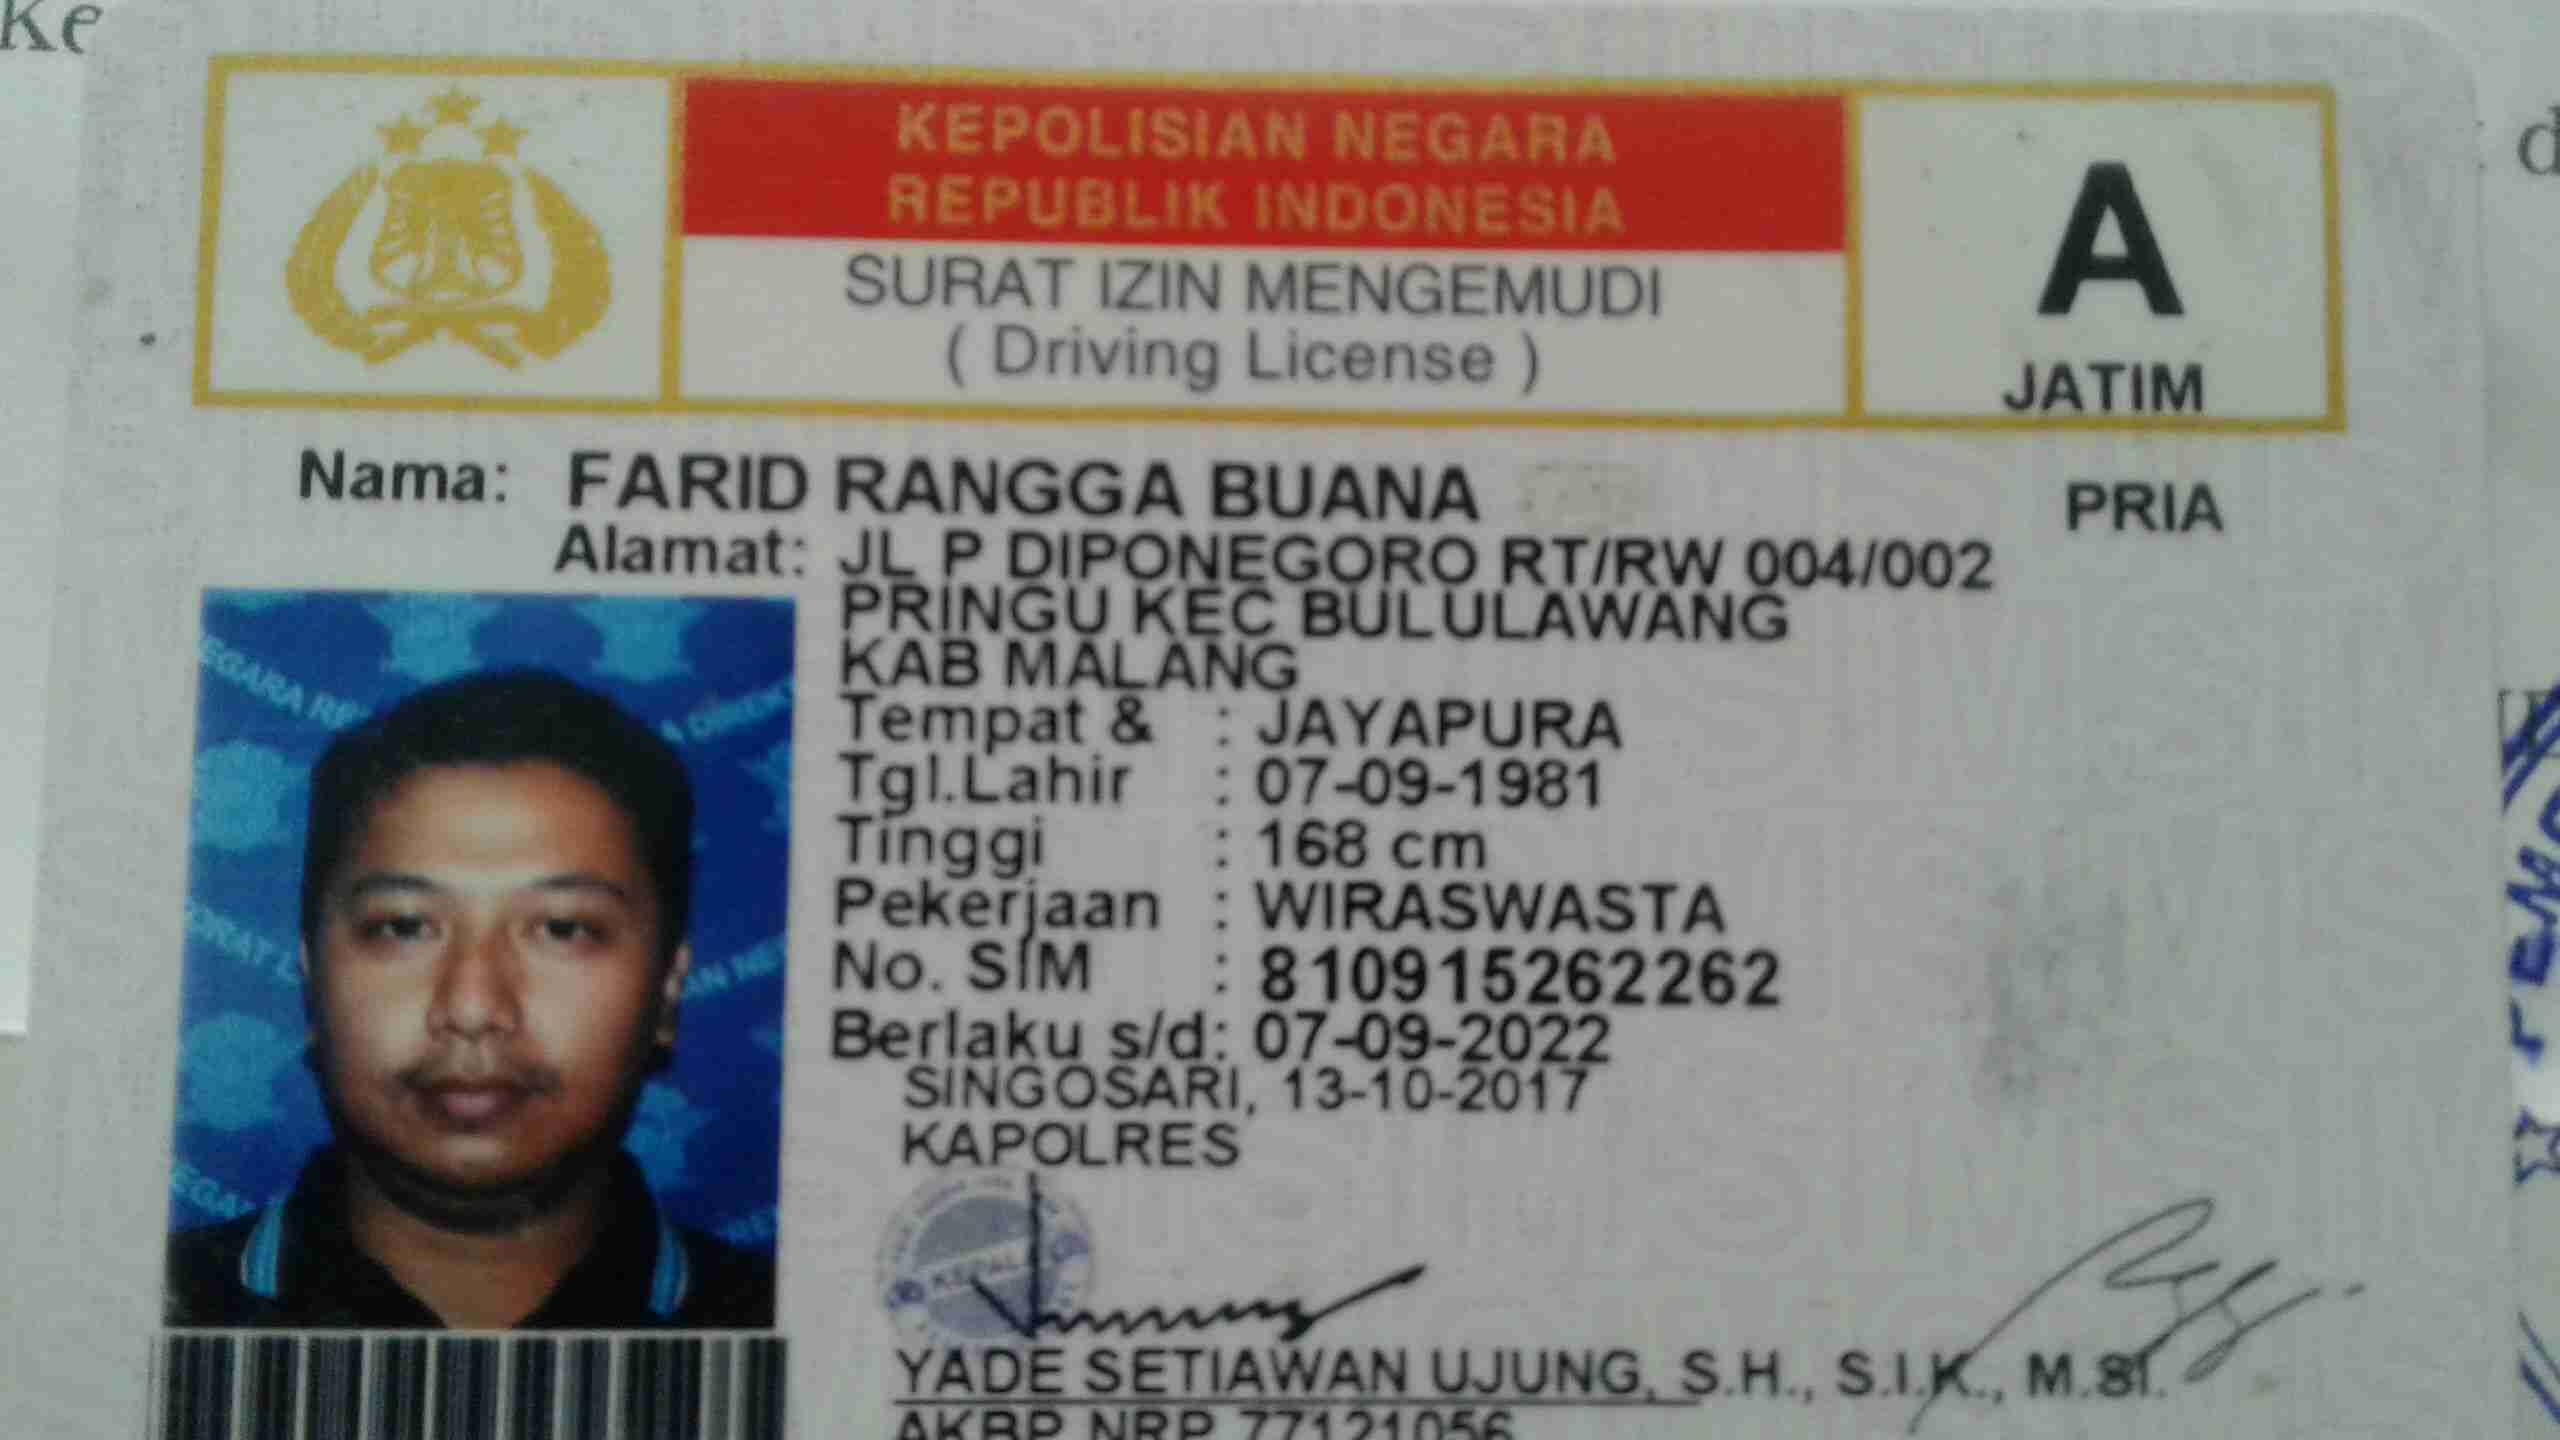 Ke
KEPOLISIAN NEGARA
REPUBLIK INDONESIA
SURAT IZIN MENGEMUDI
( Driving License )
A
JATIM
Nama: FARID RANGGA BUANA
PRIA
Alamat: JL P DIPONEGORO RT/RW 004/002
PRINGU KEC BULULAWANG
KAB MALANG
Tempat & : JAYAPURA
Tgl.Lahir : 07-09-1981
Tinggi : 168 cm
Pekerjaan : WIRASWASTA
No. SIM : 810915262262
Berlaku s/d: 07-09-2022
SINGOSARI, 13-10-2017
KAPOLRES
YADE SETIAWAN UJUNG, S.H., S.I.K., M.SI.
AKBP NRP 77121056